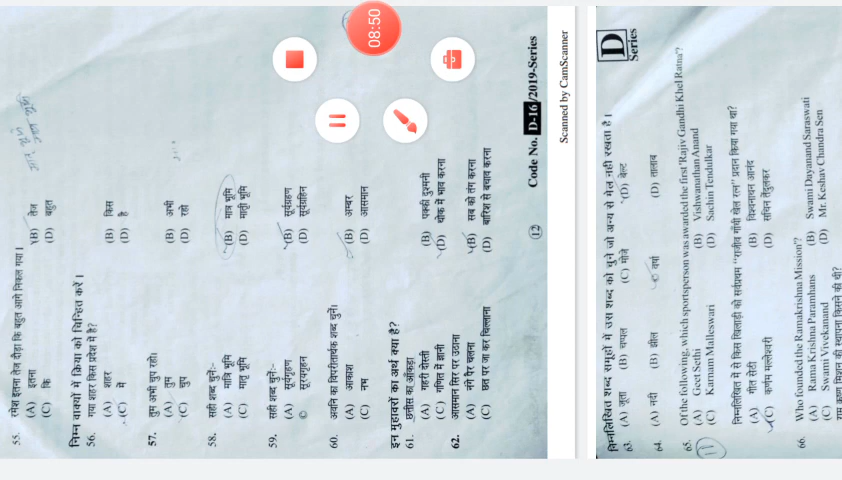 55. रमेश इतना तेज दौड़ा कि बहुत आगे निकल गया।
(A) इतना (B) तेज
(C) कि (D) बहुत
निम्न वाक्यों में क्रिया को चिन्हित करें।
56. गया शहर किस प्रदेश में है?
(A) शहर (B) किस
(C) में (D) है
57. तुम अभी चुप रहो।
(A) तुम (B) अभी
(C) चुप (D) रहो
58. सही शब्द चुनें:-
(A) मात्रि भूमि (B) मात्र भूमि
(C) मातृ भूमि (D) मातृी भूमि
59. सही शब्द चुनें:-
(A) सूर्यग्रहण (B) सूर्यग्रहण
(C) सूरयग्रहन (D) सूर्यग्रहिन
60. अवनि का विपरीतार्थक शब्द चुनें।
(A) आकाश (B) अम्बर
(C) नभ (D) आसमान
इन मुहावरों का अर्थ क्या है?
61. छत्तीस का आँकड़ा
(A) गहरी दोस्ती (B) पक्की दुश्मनी
(C) गणित में ज्ञानी (D) थोक में भाव करना
62. आसमान सिर पर उठाना
(A) नंगे पैर चलना (B) सब को तंग करना
(C) छत पर जा कर चिल्लाना (D) बारिश से बचाव करना
12 Code No. D-16/2019-Series
Scanned by CamScanner
08:50
D
Series
निम्नलिखित शब्द समूहों में उस शब्द को चुने जो अन्य से मेल नहीं रखता है।
63. (A) जूता (B) चप्पल (C) मोजे (D) बेल्ट
64. (A) नदी (B) झील (C) वर्षा (D) तालाब
65. Of the following, which sportsperson was awarded the first 'Rajiv Gandhi Khel Ratna'?
(A) Geet Sethi (B) Vishwanathan Anand
(C) Karnam Malleswari (D) Sachin Tendulkar
निम्नलिखित में से किस खिलाड़ी को सर्वप्रथम "राजीव गाँधी खेल रत्न" प्रदान किया गया था?
(A) गीत सेठी (B) विश्वनाथन आनंद
(C) कर्णम मल्लेश्वरी (D) सचिन तेंदुलकर
66. Who founded the Ramakrishna Mission?
(A) Rama Krishna Paramhans (B) Swami Dayanand Saraswati
(C) Swami Vivekanand (D) Mr. Keshav Chandra Sen
राम कृष्ण मिशन की स्थापना किसने की थी?